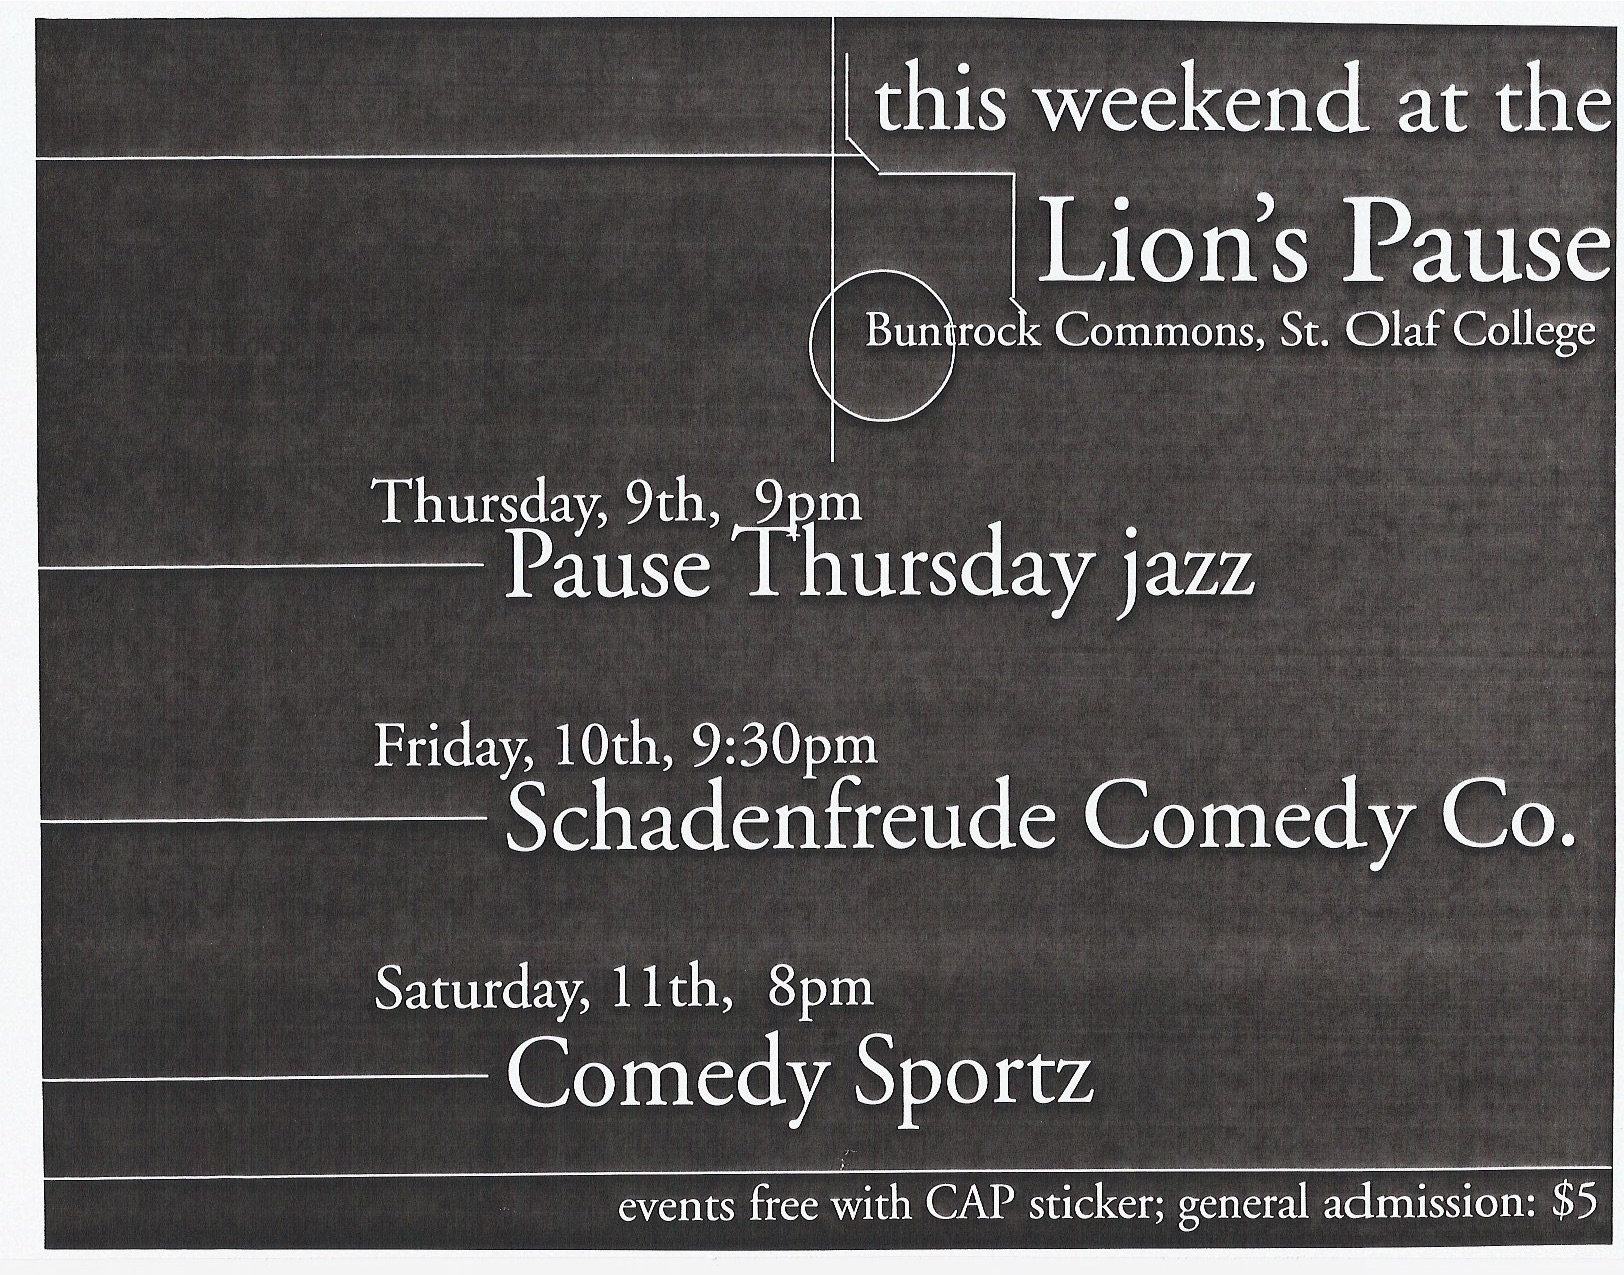 this weekend at the
Lion's Pause
Buntrock Commons, St. Olaf College
Thursday, 9th, 9pm
Pause Thursday jazz
Friday, 10th, 9:30pm
Schadenfreude Comedy Co.
Saturday, 11th, 8pm
Comedy Sportz
events free with CAP sticker; general admission: $5